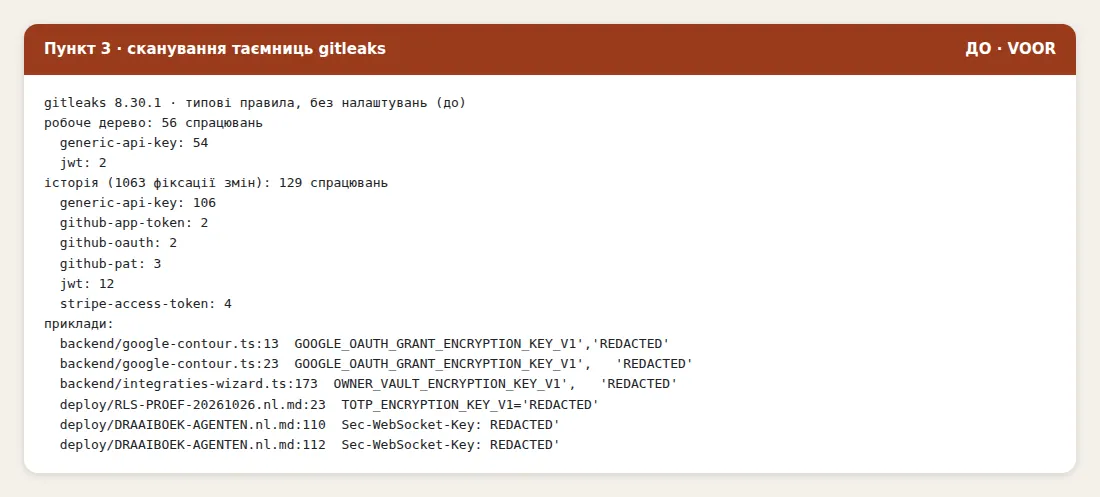 Пункт 3 · сканування таємниць gitleaks
ДО · VOOR
gitleaks 8.30.1 · типові правила, без налаштувань (до)
робоче дерево: 56 спрацювань
generic-api-key: 54
jwt: 2
історія (1063 фіксації змін): 129 спрацювань
generic-api-key: 106
github-app-token: 2
github-oauth: 2
github-pat: 3
jwt: 12
stripe-access-token: 4
приклади:
backend/google-contour.ts:13  GOOGLE_OAUTH_GRANT_ENCRYPTION_KEY_V1','REDACTED'
backend/google-contour.ts:23  GOOGLE_OAUTH_GRANT_ENCRYPTION_KEY_V1',   'REDACTED'
backend/integraties-wizard.ts:173  OWNER_VAULT_ENCRYPTION_KEY_V1',   'REDACTED'
deploy/RLS-PROEF-20261026.nl.md:23  TOTP_ENCRYPTION_KEY_V1='REDACTED'
deploy/DRAAIBOEK-AGENTEN.nl.md:110  Sec-WebSocket-Key: REDACTED'
deploy/DRAAIBOEK-AGENTEN.nl.md:112  Sec-WebSocket-Key: REDACTED'